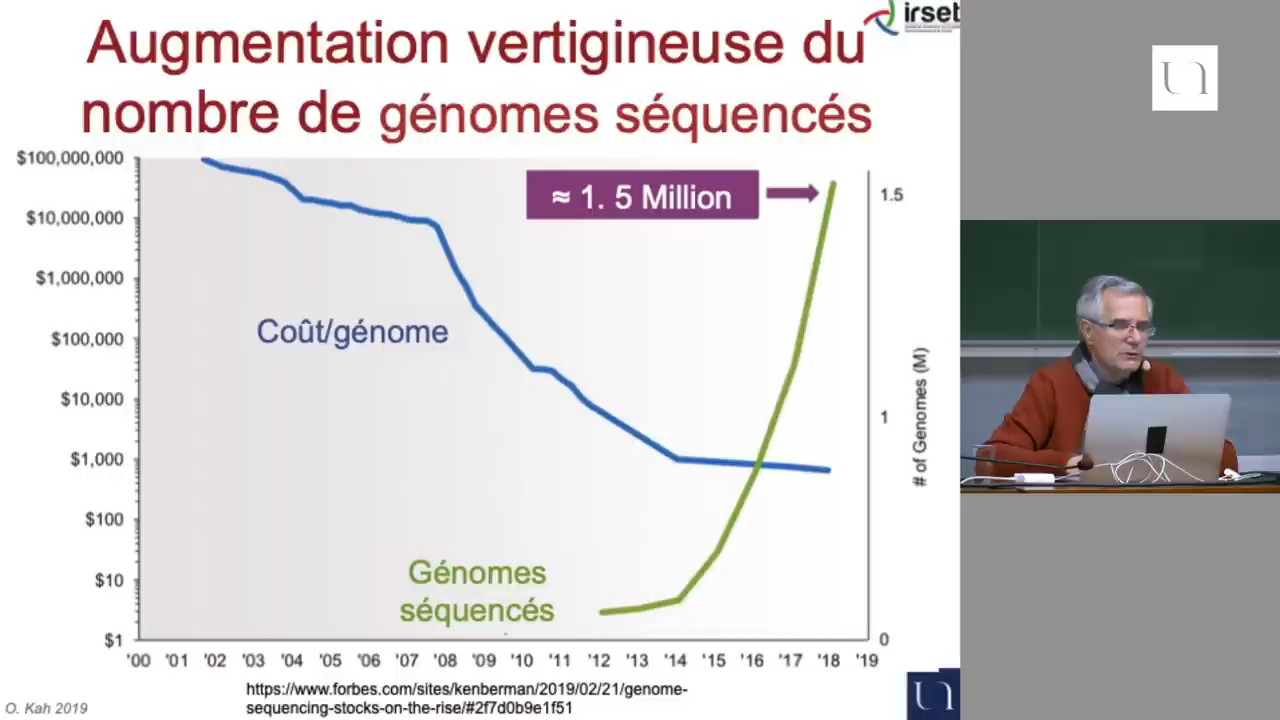 irset
Augmentation vertigineuse du
nombre de génomes séquencés
$100,000,000
$10,000,000
$1,000,000
$100,000
$10,000
$1,000
$100
$10
$1
≈ 1. 5 Million
Coût/génome
Génomes
séquencés
1.5
1
0
# of Genomes (M)
'00 '01 '02 '03 '04 '05 '06 '07 '08 '09 '10 '11 '12 '13 '14 '15 '16 '17 '18 '19
https://www.forbes.com/sites/kenberman/2019/02/21/genome-
sequencing-stocks-on-the-rise/#2f7d0b9e1f51
O. Kah 2019